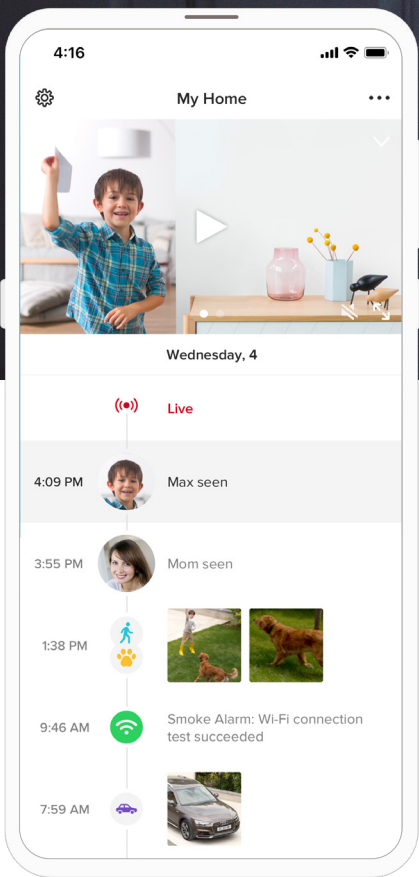 4:16
My Home
Wednesday, 4
Live
4:09 PM
Max seen
3:55 PM
Mom seen
1:38 PM
9:46 AM
Smoke Alarm: Wi-Fi connection
test succeeded
7:59 AM